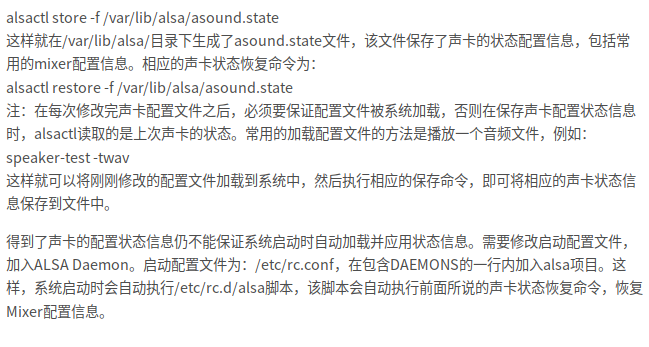 alsactl store -f /var/lib/alsa/asound.state
这样就在/var/lib/alsa/目录下生成了asound.state文件，该文件保存了声卡的状态配置信息，包括常
用的mixer配置信息。相应的声卡状态恢复命令为：
alsactl restore -f /var/lib/alsa/asound.state
注：在每次修改完声卡配置文件之后，必须要保证配置文件被系统加载，否则在保存声卡配置状态信息
时，alsactl读取的是上次声卡的状态。常用的加载配置文件的方法是播放一个音频文件，例如：
speaker-test -twav
这样就可以将刚刚修改的配置文件加载到系统中，然后执行相应的保存命令，即可将相应的声卡状态信
息保存到文件中。
得到了声卡的配置状态信息仍不能保证系统启动时自动加载并应用状态信息。需要修改启动配置文件，
加入ALSA Daemon。启动配置文件为：/etc/rc.conf，在包含DAEMONS的一行内加入alsa项目。这
样，系统启动时会自动执行/etc/rc.d/alsa脚本，该脚本会自动执行前面所说的声卡状态恢复命令，恢复
Mixer配置信息。